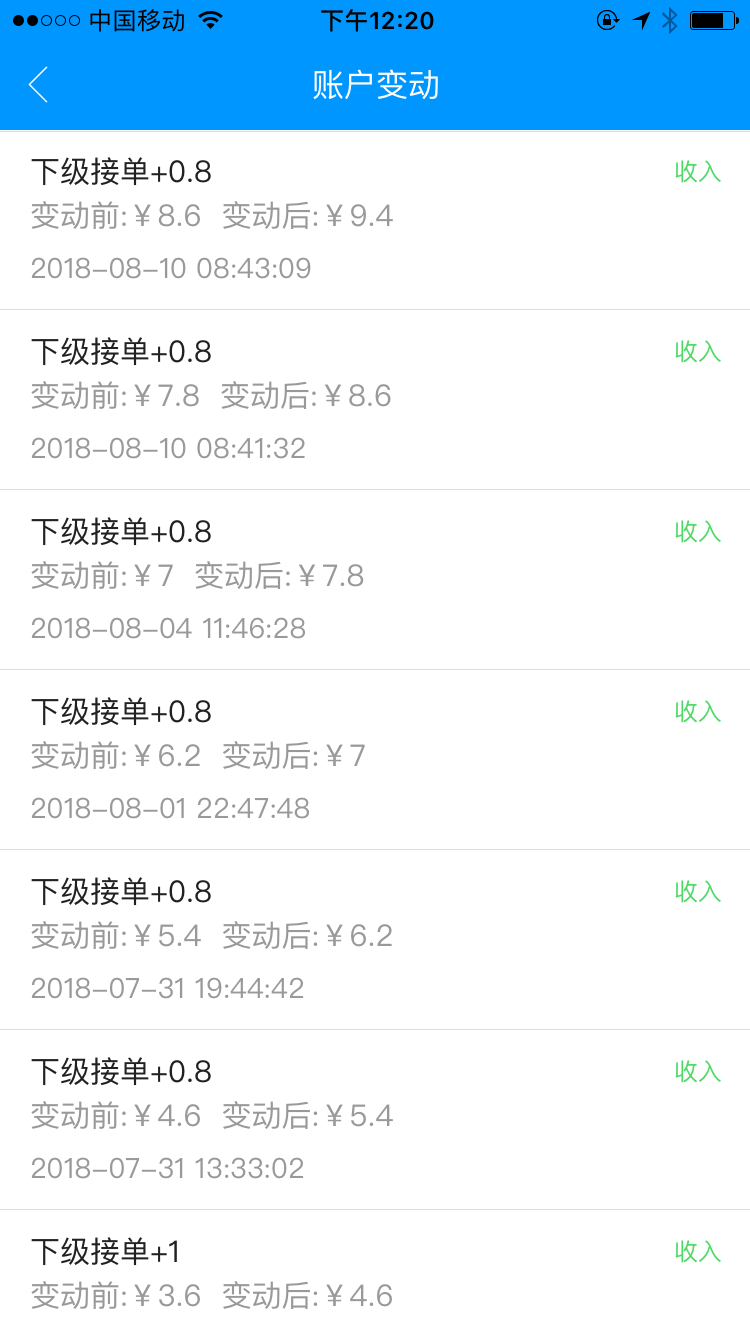 中国移动 下午12:20
账户变动
下级接单+0.8 收入
变动前:￥8.6 变动后:￥9.4
2018-08-10 08:43:09
下级接单+0.8 收入
变动前:￥7.8 变动后:￥8.6
2018-08-10 08:41:32
下级接单+0.8 收入
变动前:￥7 变动后:￥7.8
2018-08-04 11:46:28
下级接单+0.8 收入
变动前:￥6.2 变动后:￥7
2018-08-01 22:47:48
下级接单+0.8 收入
变动前:￥5.4 变动后:￥6.2
2018-07-31 19:44:42
下级接单+0.8 收入
变动前:￥4.6 变动后:￥5.4
2018-07-31 13:33:02
下级接单+1 收入
变动前:￥3.6 变动后:￥4.6